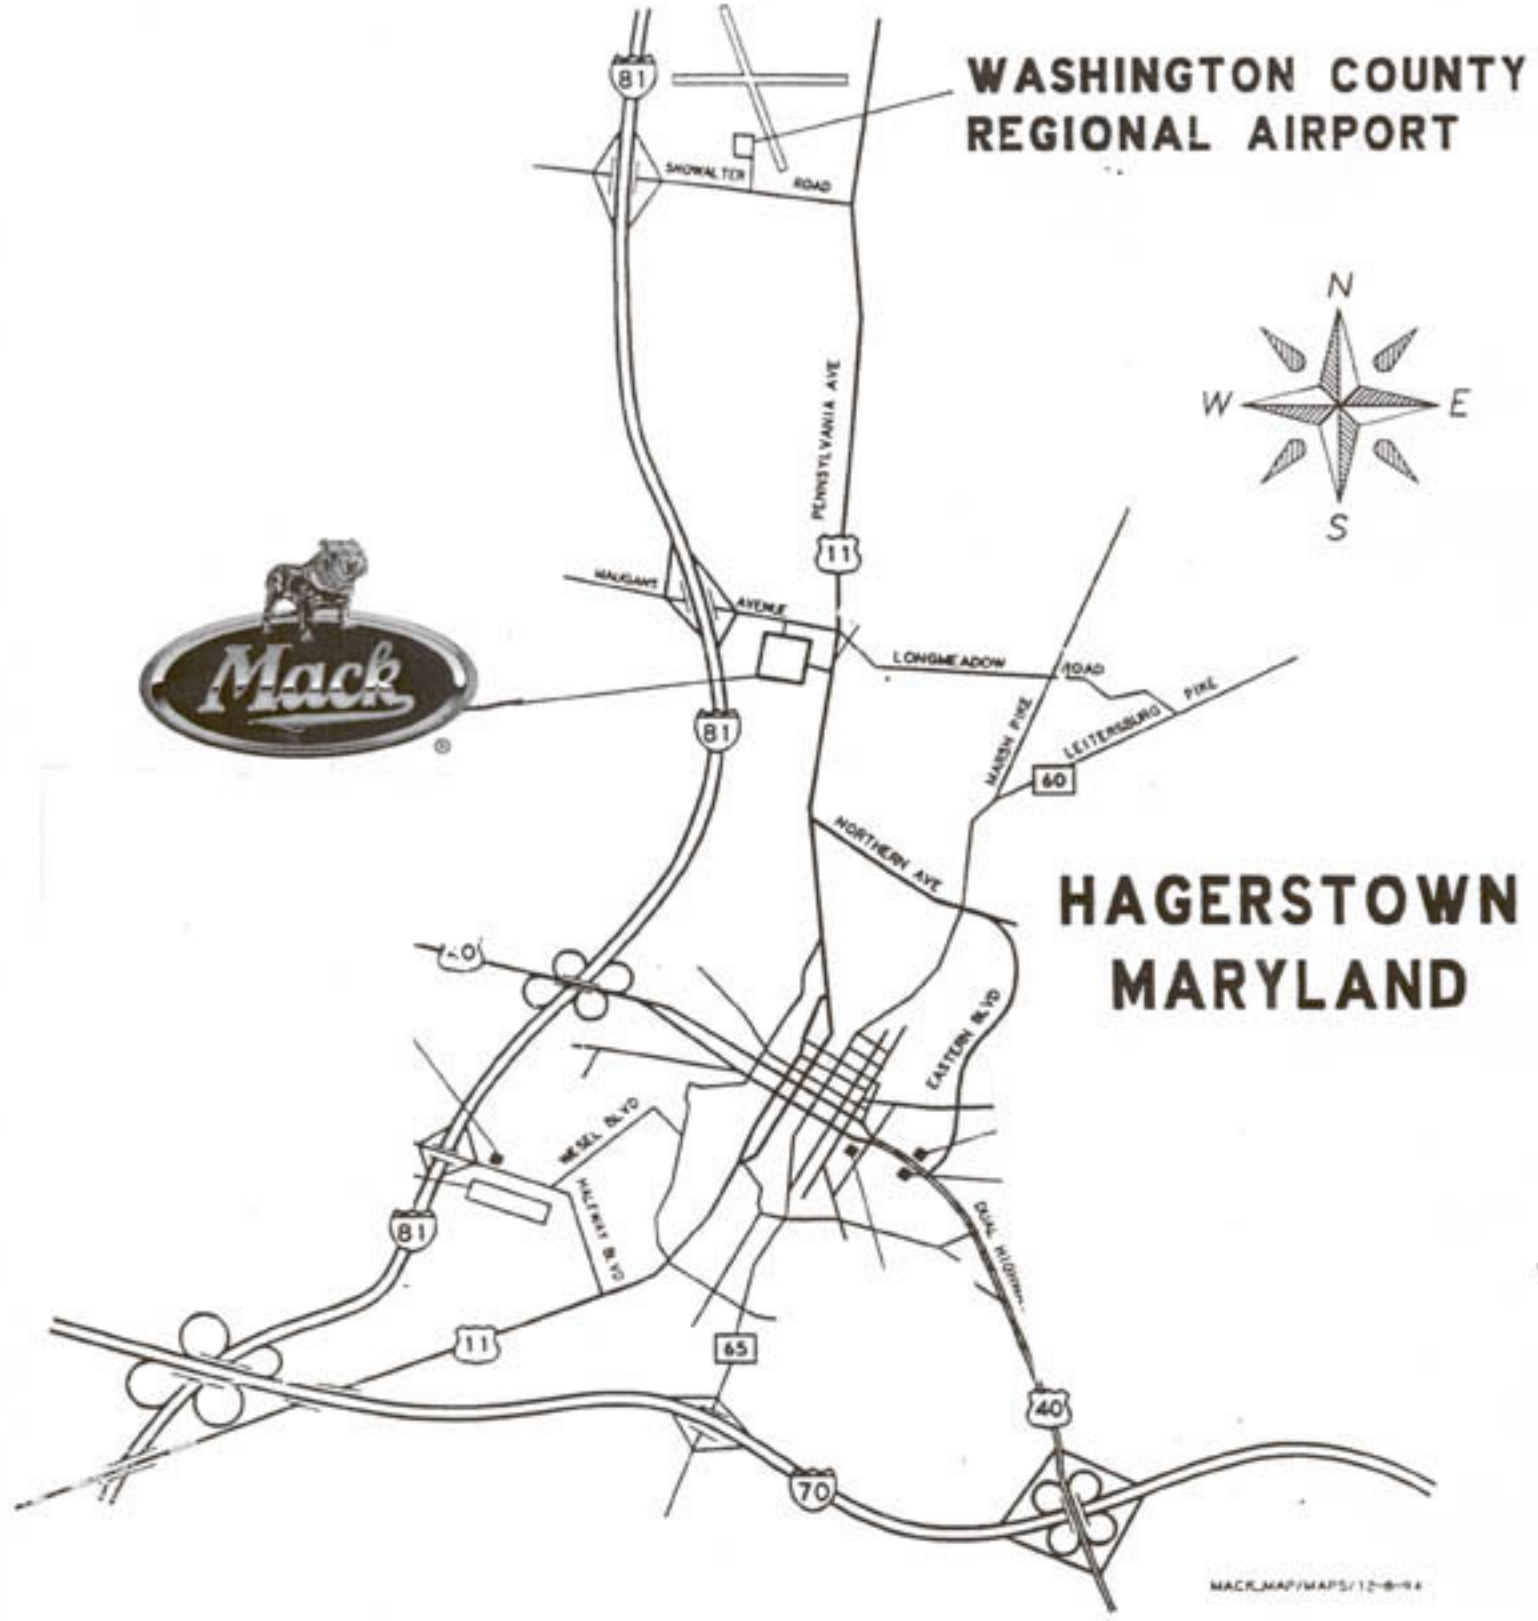 81
WASHINGTON COUNTY
REGIONAL AIRPORT
SHOWALTER ROAD
N
W
E
S
PENNSYLVANIA AVE
11
MAUGANS AVENUE
Mack
®
LONGMEADOW ROAD
81
MARSH PIKE
LEITERSBURG PIKE
60
NORTHERN AVE
HAGERSTOWN
MARYLAND
EASTERN BLVD
WESEL BLVD
HALFWAY BLVD
81
DUAL
11
65
40
70